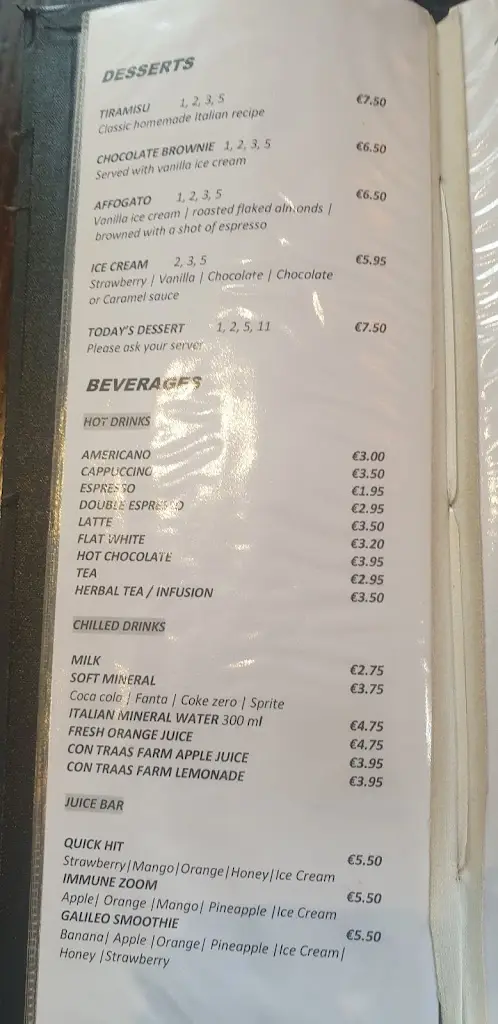 DESSERTS
TIRAMISU 1, 2, 3, 5 €7.50
Classic homemade Italian recipe
CHOCOLATE BROWNIE 1, 2, 3, 5 €6.50
Served with vanilla ice cream
AFFOGATO 1, 2, 3, 5 €6.50
Vanilla ice cream | roasted flaked almonds |
browned with a shot of espresso
ICE CREAM 2, 3, 5 €5.95
Strawberry | Vanilla | Chocolate | Chocolate
or Caramel sauce
TODAY'S DESSERT 1, 2, 5, 11 €7.50
Please ask your server
BEVERAGES
HOT DRINKS
AMERICANO €3.00
CAPPUCCINO €3.50
ESPRESSO €1.95
DOUBLE ESPRESSO €2.95
LATTE €3.50
FLAT WHITE €3.20
HOT CHOCOLATE €3.95
TEA €2.95
HERBAL TEA / INFUSION €3.50
CHILLED DRINKS
MILK €2.75
SOFT MINERAL €3.75
Coca cola | Fanta | Coke zero | Sprite
ITALIAN MINERAL WATER 300 ml €4.75
FRESH ORANGE JUICE €4.75
CON TRAAS FARM APPLE JUICE €3.95
CON TRAAS FARM LEMONADE €3.95
JUICE BAR
QUICK HIT €5.50
Strawberry|Mango|Orange|Honey|Ice Cream
IMMUNE ZOOM €5.50
Apple| Orange |Mango| Pineapple |Ice Cream
GALILEO SMOOTHIE €5.50
Banana| Apple |Orange| Pineapple |Ice Cream|
Honey |Strawberry